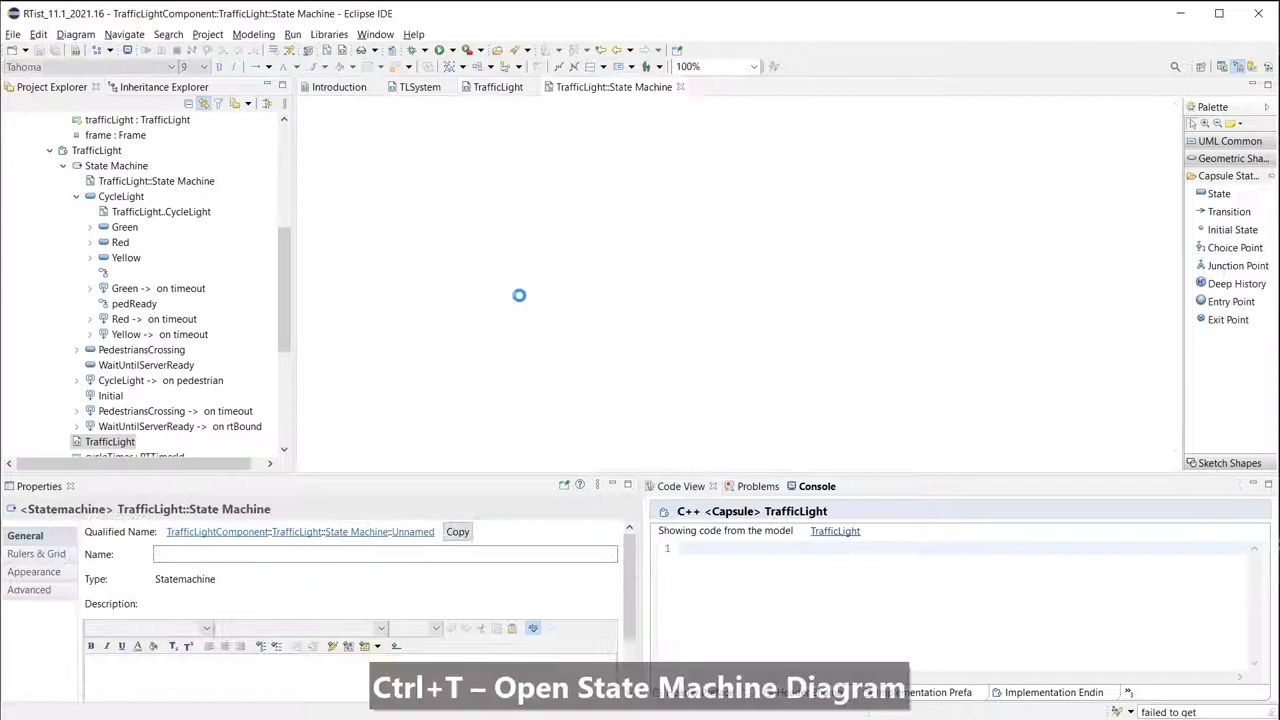 RTist_11.1_2021.16 - TrafficLightComponent::TrafficLight::State Machine - Eclipse IDE
File Edit Diagram Navigate Search Project Modeling Run Libraries Window Help
Tahoma 9 100%
Project Explorer Inheritance Explorer
Introduction TLSystem TrafficLight TrafficLight::State Machine
trafficLight : TrafficLight
frame : Frame
TrafficLight
State Machine
TrafficLight::State Machine
CycleLight
TrafficLight..CycleLight
Green
Red
Yellow
Green -> on timeout
pedReady
Red -> on timeout
Yellow -> on timeout
PedestriansCrossing
WaitUntilServerReady
CycleLight -> on pedestrian
Initial
PedestriansCrossing -> on timeout
WaitUntilServerReady -> on rtBound
TrafficLight
cycleTimer : RTTimerId
Palette
UML Common
Geometric Sha...
Capsule Stat...
State
Transition
Initial State
Choice Point
Junction Point
Deep History
Entry Point
Exit Point
Sketch Shapes
Properties
<Statemachine> TrafficLight::State Machine
General
Rulers & Grid
Appearance
Advanced
Qualified Name: TrafficLightComponent::TrafficLight::State Machine::Unnamed Copy
Name:
Type: Statemachine
Description:
B I U A
Code View Problems Console
C++ <Capsule> TrafficLight
Showing code from the model TrafficLight
1
Implementation Endin
Ctrl+T – Open State Machine Diagram
failed to get